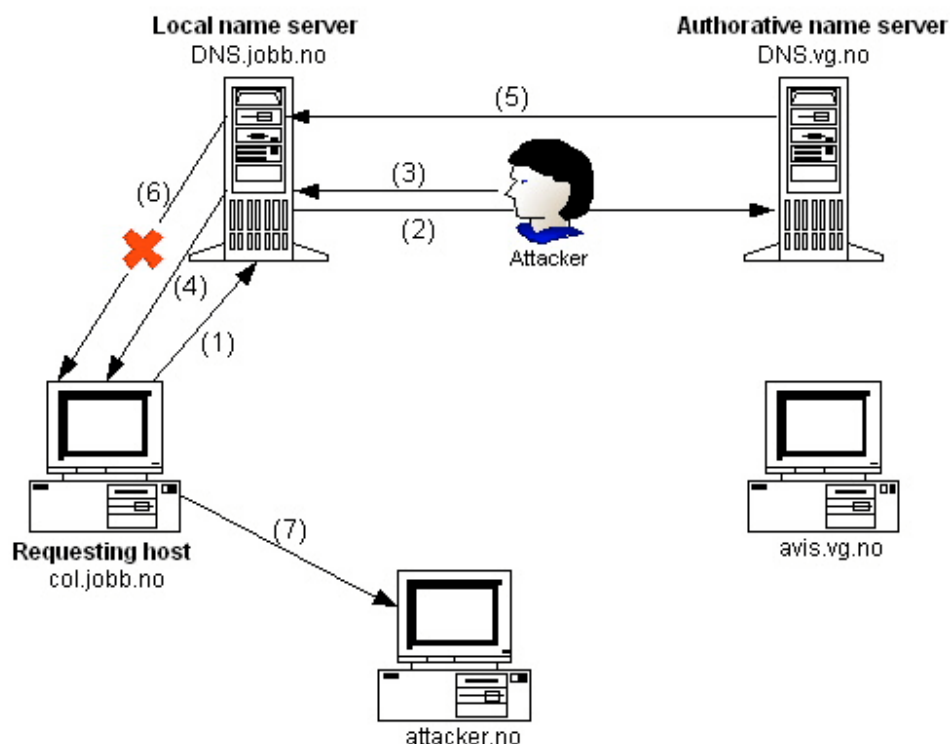 Local name server
DNS.jobb.no
Authorative name server
DNS.vg.no
(5)
(3)
(6)
(2)
Attacker
(4)
(1)
(7)
Requesting host
col.jobb.no
avis.vg.no
attacker.no